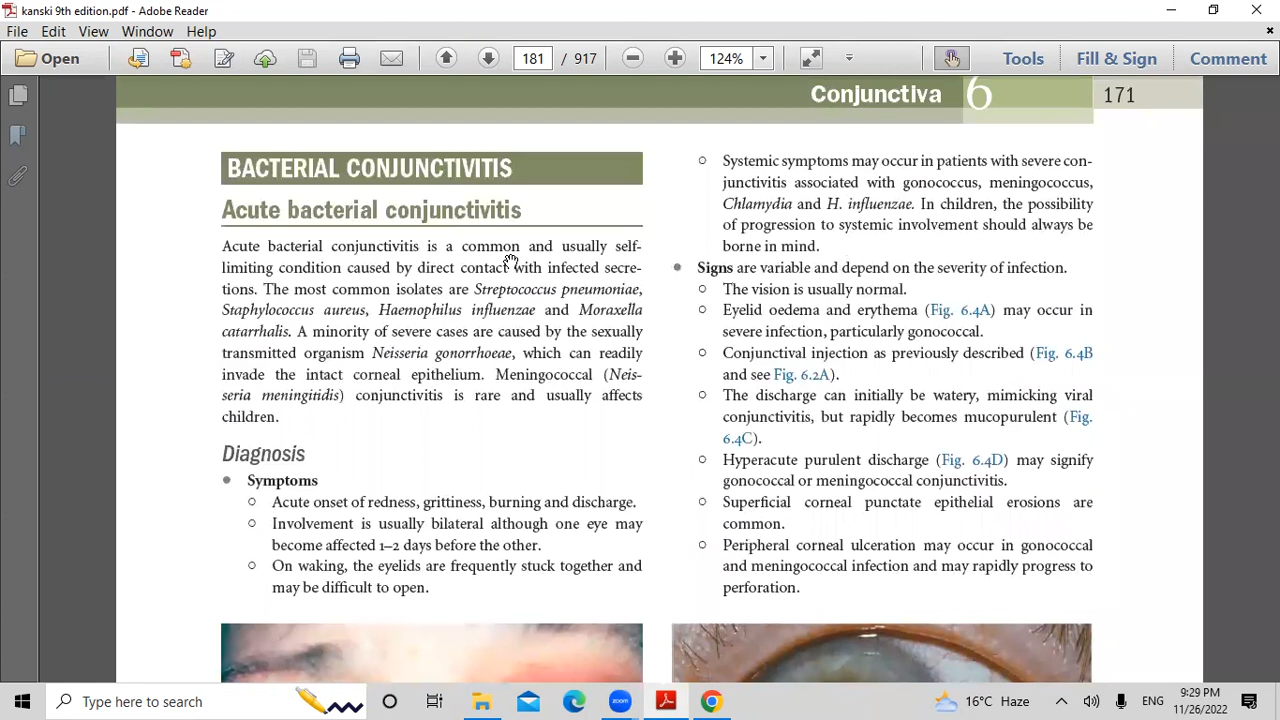 kanski 9th edition.pdf - Adobe Reader
File Edit View Window Help
Open
181 / 917
124%
Tools
Fill & Sign
Comment
Conjunctiva 6 171
BACTERIAL CONJUNCTIVITIS
Acute bacterial conjunctivitis
Acute bacterial conjunctivitis is a common and usually self-
limiting condition caused by direct contact with infected secre-
tions. The most common isolates are Streptococcus pneumoniae,
Staphylococcus aureus, Haemophilus influenzae and Moraxella
catarrhalis. A minority of severe cases are caused by the sexually
transmitted organism Neisseria gonorrhoeae, which can readily
invade the intact corneal epithelium. Meningococcal (Neis-
seria meningitidis) conjunctivitis is rare and usually affects
children.
Diagnosis
• Symptoms
○ Acute onset of redness, grittiness, burning and discharge.
○ Involvement is usually bilateral although one eye may
become affected 1–2 days before the other.
○ On waking, the eyelids are frequently stuck together and
may be difficult to open.
○ Systemic symptoms may occur in patients with severe con-
junctivitis associated with gonococcus, meningococcus,
Chlamydia and H. influenzae. In children, the possibility
of progression to systemic involvement should always be
borne in mind.
• Signs are variable and depend on the severity of infection.
○ The vision is usually normal.
○ Eyelid oedema and erythema (Fig. 6.4A) may occur in
severe infection, particularly gonococcal.
○ Conjunctival injection as previously described (Fig. 6.4B
and see Fig. 6.2A).
○ The discharge can initially be watery, mimicking viral
conjunctivitis, but rapidly becomes mucopurulent (Fig.
6.4C).
○ Hyperacute purulent discharge (Fig. 6.4D) may signify
gonococcal or meningococcal conjunctivitis.
○ Superficial corneal punctate epithelial erosions are
common.
○ Peripheral corneal ulceration may occur in gonococcal
and meningococcal infection and may rapidly progress to
perforation.
Type here to search
zoom
16°C Haze
ENG
9:29 PM
11/26/2022